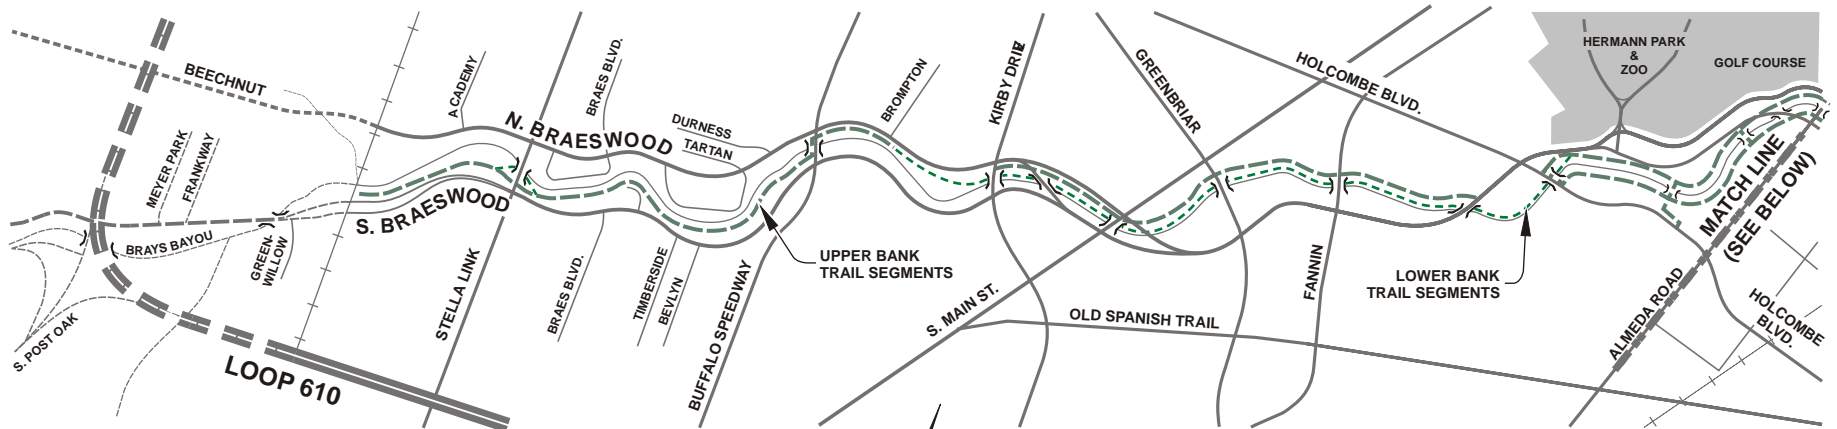 BEECHNUT
MEYER PARK
FRANKWAY
BRAYS BAYOU
GREEN-
WILLOW
S. POST OAK
LOOP 610
ACADEMY
N. BRAESWOOD
S. BRAESWOOD
STELLA LINK
BRAES BLVD.
BRAES BLVD.
DURNESS
TARTAN
TIMBERSIDE
BEVLYN
BUFFALO SPEEDWAY
UPPER BANK
TRAIL SEGMENTS
BROMPTON
KIRBY DRIVE
GREENBRIAR
S. MAIN ST.
OLD SPANISH TRAIL
FANNIN
HOLCOMBE BLVD.
LOWER BANK
TRAIL SEGMENTS
HERMANN PARK
&
ZOO
GOLF COURSE
MATCH LINE
(SEE BELOW)
ALMEDA ROAD
HOLCOMBE
BLVD.